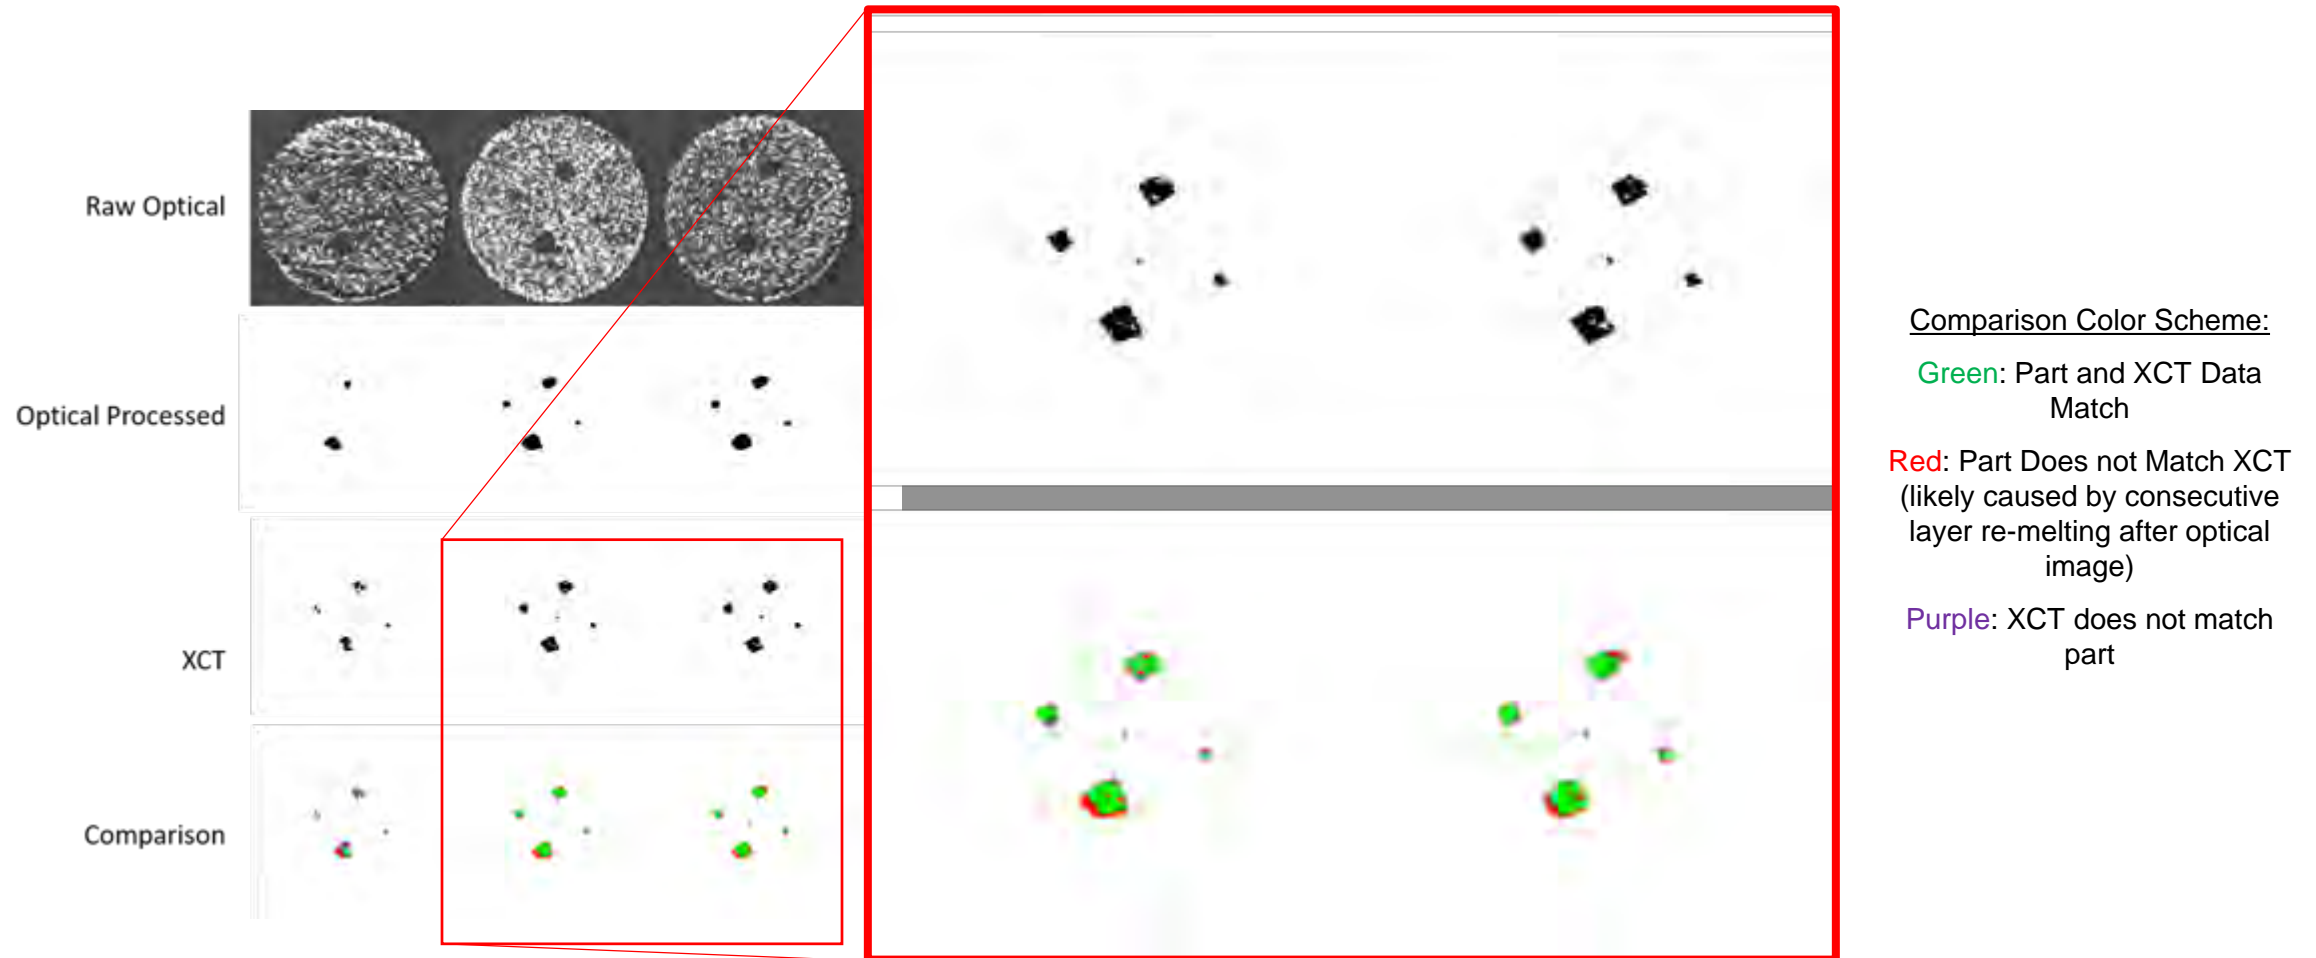 Raw Optical
Optical Processed
XCT
Comparison
Comparison Color Scheme:
Green: Part and XCT Data
Match
Red: Part Does not Match XCT
(likely caused by consecutive
layer re-melting after optical
image)
Purple: XCT does not match
part